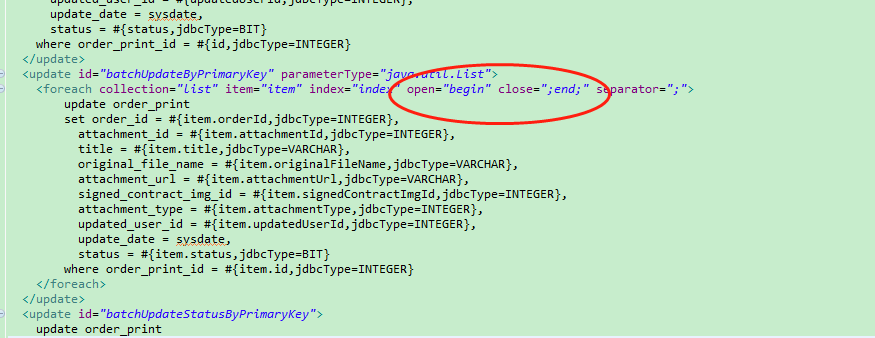 updated_user_id = #{updatedUserId,jdbcType=INTEGER},
update_date = sysdate,
status = #{status,jdbcType=BIT}
where order_print_id = #{id,jdbcType=INTEGER}
</update>
<update id="batchUpdateByPrimaryKey" parameterType="java.util.List">
<foreach collection="list" item="item" index="index" open="begin" close=";end;" separator=";">
update order_print
set order_id = #{item.orderId,jdbcType=INTEGER},
attachment_id = #{item.attachmentId,jdbcType=INTEGER},
title = #{item.title,jdbcType=VARCHAR},
original_file_name = #{item.originalFileName,jdbcType=VARCHAR},
attachment_url = #{item.attachmentUrl,jdbcType=VARCHAR},
signed_contract_img_id = #{item.signedContractImgId,jdbcType=INTEGER},
attachment_type = #{item.attachmentType,jdbcType=INTEGER},
updated_user_id = #{item.updatedUserId,jdbcType=INTEGER},
update_date = sysdate,
status = #{item.status,jdbcType=BIT}
where order_print_id = #{item.id,jdbcType=INTEGER}
</foreach>
</update>
<update id="batchUpdateStatusByPrimaryKey">
update order_print